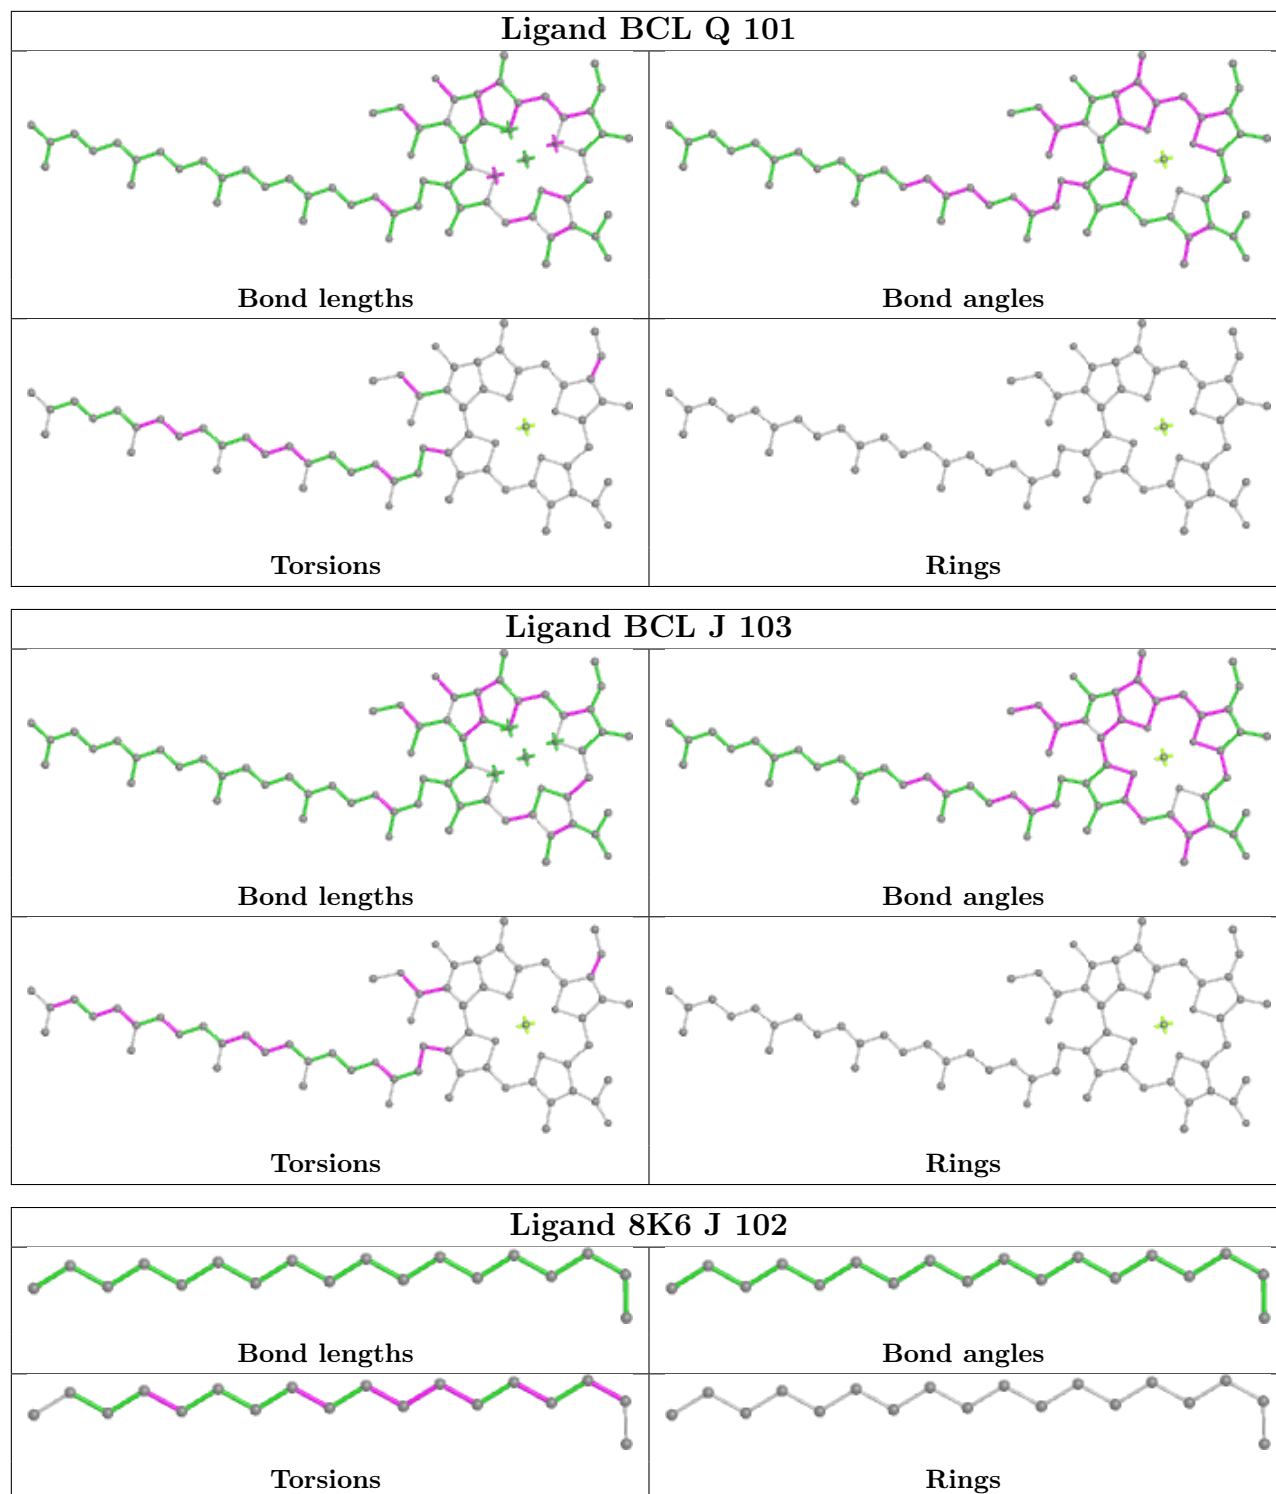 Ligand BCL Q 101
Bond lengths
Bond angles
Torsions
Rings
Ligand BCL J 103
Bond lengths
Bond angles
Torsions
Rings
Ligand 8K6 J 102
Bond lengths
Bond angles
Torsions
Rings